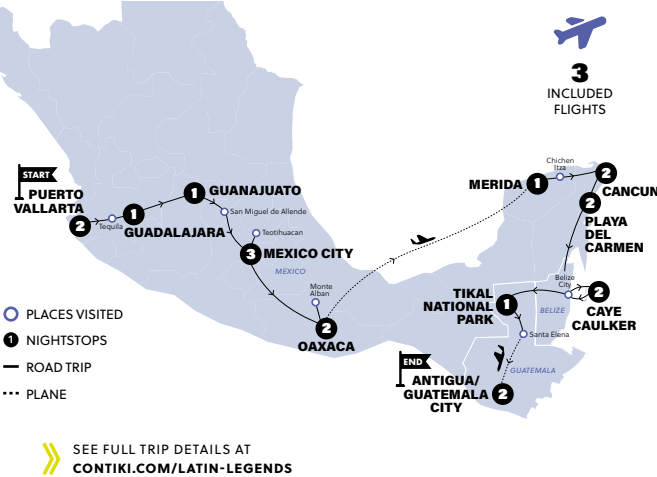 3
INCLUDED
FLIGHTS
START
PUERTO
VALLARTA
2
Tequila
1
GUADALAJARA
1
GUANAJUATO
San Miguel de Allende
Teotihuacan
3
MEXICO CITY
MEXICO
Monte
Alban
2
OAXACA
MERIDA
1
Chichen
Itza
2
CANCUN
2
PLAYA
DEL
CARMEN
Belize
City
BELIZE
2
CAYE
CAULKER
TIKAL
NATIONAL
PARK
1
Santa Elena
GUATEMALA
END
ANTIGUA/
GUATEMALA
CITY
2
PLACES VISITED
1 NIGHTSTOPS
ROAD TRIP
PLANE
SEE FULL TRIP DETAILS AT
CONTIKI.COM/LATIN-LEGENDS